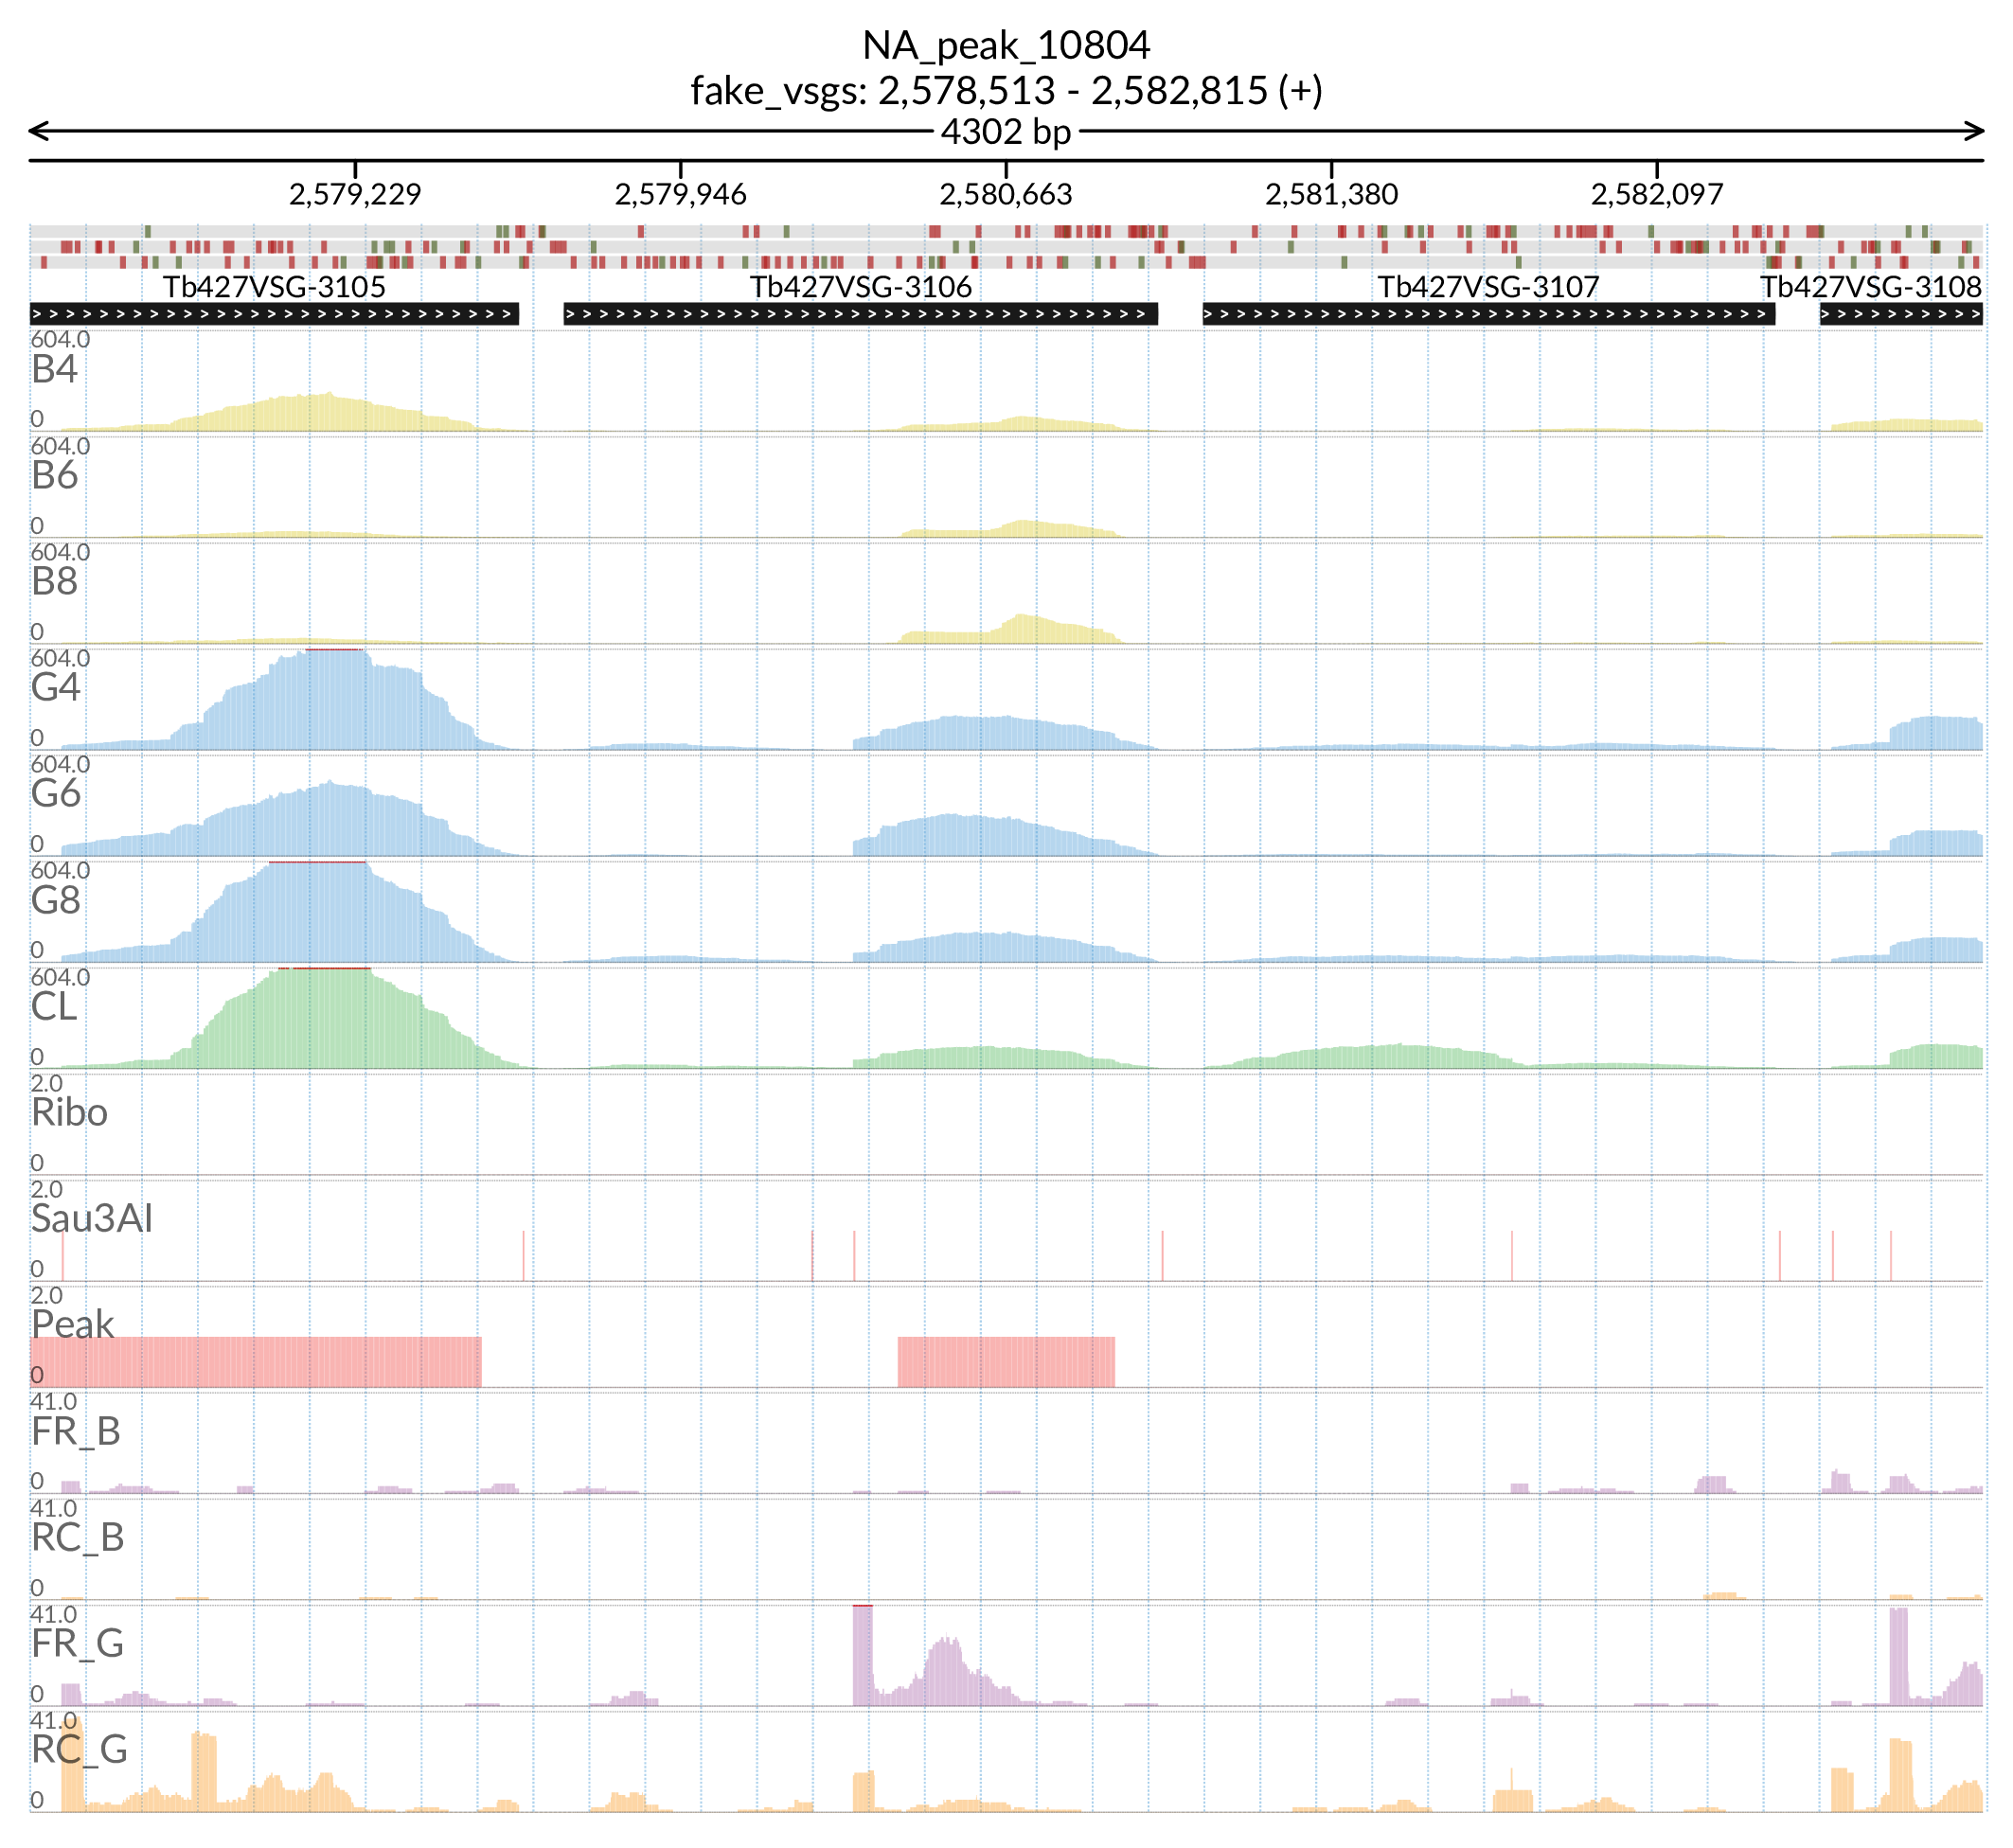 NA_peak_10804
fake_vsgs: 2,578,513 - 2,582,815 (+)
4302 bp
2,579,229 2,579,946 2,580,663 2,581,380 2,582,097
Tb427VSG-3105 Tb427VSG-3106 Tb427VSG-3107 Tb427VSG-3108
604.0
B4
0
604.0
B6
0
604.0
B8
0
604.0
G4
0
604.0
G6
0
604.0
G8
0
604.0
CL
0
2.0
Ribo
0
2.0
Sau3AI
0
2.0
Peak
0
41.0
FR_B
0
41.0
RC_B
0
41.0
FR_G
0
41.0
RC_G
0